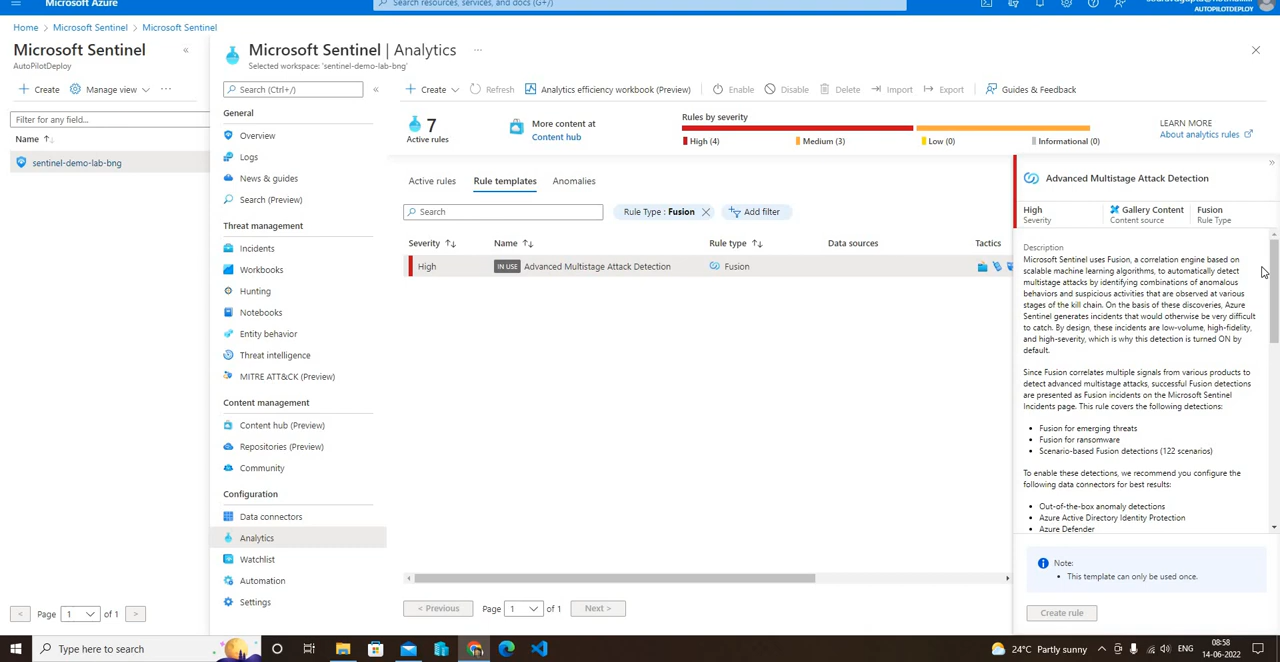 Microsoft Azure
Search resources, services, and docs (G+/)
AUTOPILOTDEPLOY
Home > Microsoft Sentinel > Microsoft Sentinel
Microsoft Sentinel
AutoPilotDeploy
Create
Manage view
Filter for any field...
Name
sentinel-demo-lab-bng
< Page 1 of 1 >
Microsoft Sentinel | Analytics
Selected workspace: 'sentinel-demo-lab-bng'
Search (Ctrl+/)
General
Overview
Logs
News & guides
Search (Preview)
Threat management
Incidents
Workbooks
Hunting
Notebooks
Entity behavior
Threat intelligence
MITRE ATT&CK (Preview)
Content management
Content hub (Preview)
Repositories (Preview)
Community
Configuration
Data connectors
Analytics
Watchlist
Automation
Settings
Create Refresh Analytics efficiency workbook (Preview) Enable Disable Delete Import Export Guides & Feedback
7
Active rules
More content at
Content hub
Rules by severity
High (4) Medium (3) Low (0) Informational (0)
LEARN MORE
About analytics rules
Active rules Rule templates Anomalies
Search
Rule Type : Fusion
Add filter
Severity Name Rule type Data sources Tactics
High IN USE Advanced Multistage Attack Detection Fusion
< Previous Page 1 of 1 Next >
Advanced Multistage Attack Detection
High Gallery Content Fusion
Severity Content source Rule Type
Description
Microsoft Sentinel uses Fusion, a correlation engine based on
scalable machine learning algorithms, to automatically detect
multistage attacks by identifying combinations of anomalous
behaviors and suspicious activities that are observed at various
stages of the kill chain. On the basis of these discoveries, Azure
Sentinel generates incidents that would otherwise be very difficult
to catch. By design, these incidents are low-volume, high-fidelity,
and high-severity, which is why this detection is turned ON by
default.
Since Fusion correlates multiple signals from various products to
detect advanced multistage attacks, successful Fusion detections
are presented as Fusion incidents on the Microsoft Sentinel
Incidents page. This rule covers the following detections:
• Fusion for emerging threats
• Fusion for ransomware
• Scenario-based Fusion detections (122 scenarios)
To enable these detections, we recommend you configure the
following data connectors for best results:
• Out-of-the-box anomaly detections
• Azure Active Directory Identity Protection
• Azure Defender
Note:
• This template can only be used once.
Create rule
Type here to search
24°C Partly sunny
ENG
08:58
14-06-2022